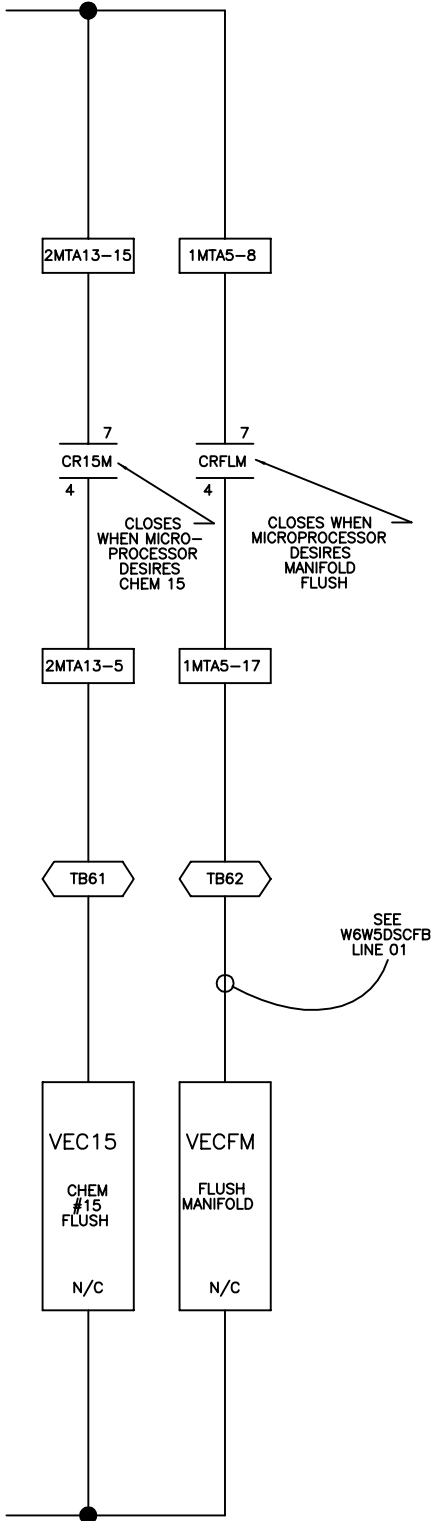 2MTA13-15
1MTA5-8
7
CR15M
4
7
CRFLM
4
CLOSES
WHEN MICRO-
PROCESSOR
DESIRES
CHEM 15
CLOSES WHEN
MICROPROCESSOR
DESIRES
MANIFOLD
FLUSH
2MTA13-5
1MTA5-17
TB61
TB62
SEE
W6W5DSCFB
LINE 01
VEC15
CHEM
#15
FLUSH
N/C
VECFM
FLUSH
MANIFOLD
N/C